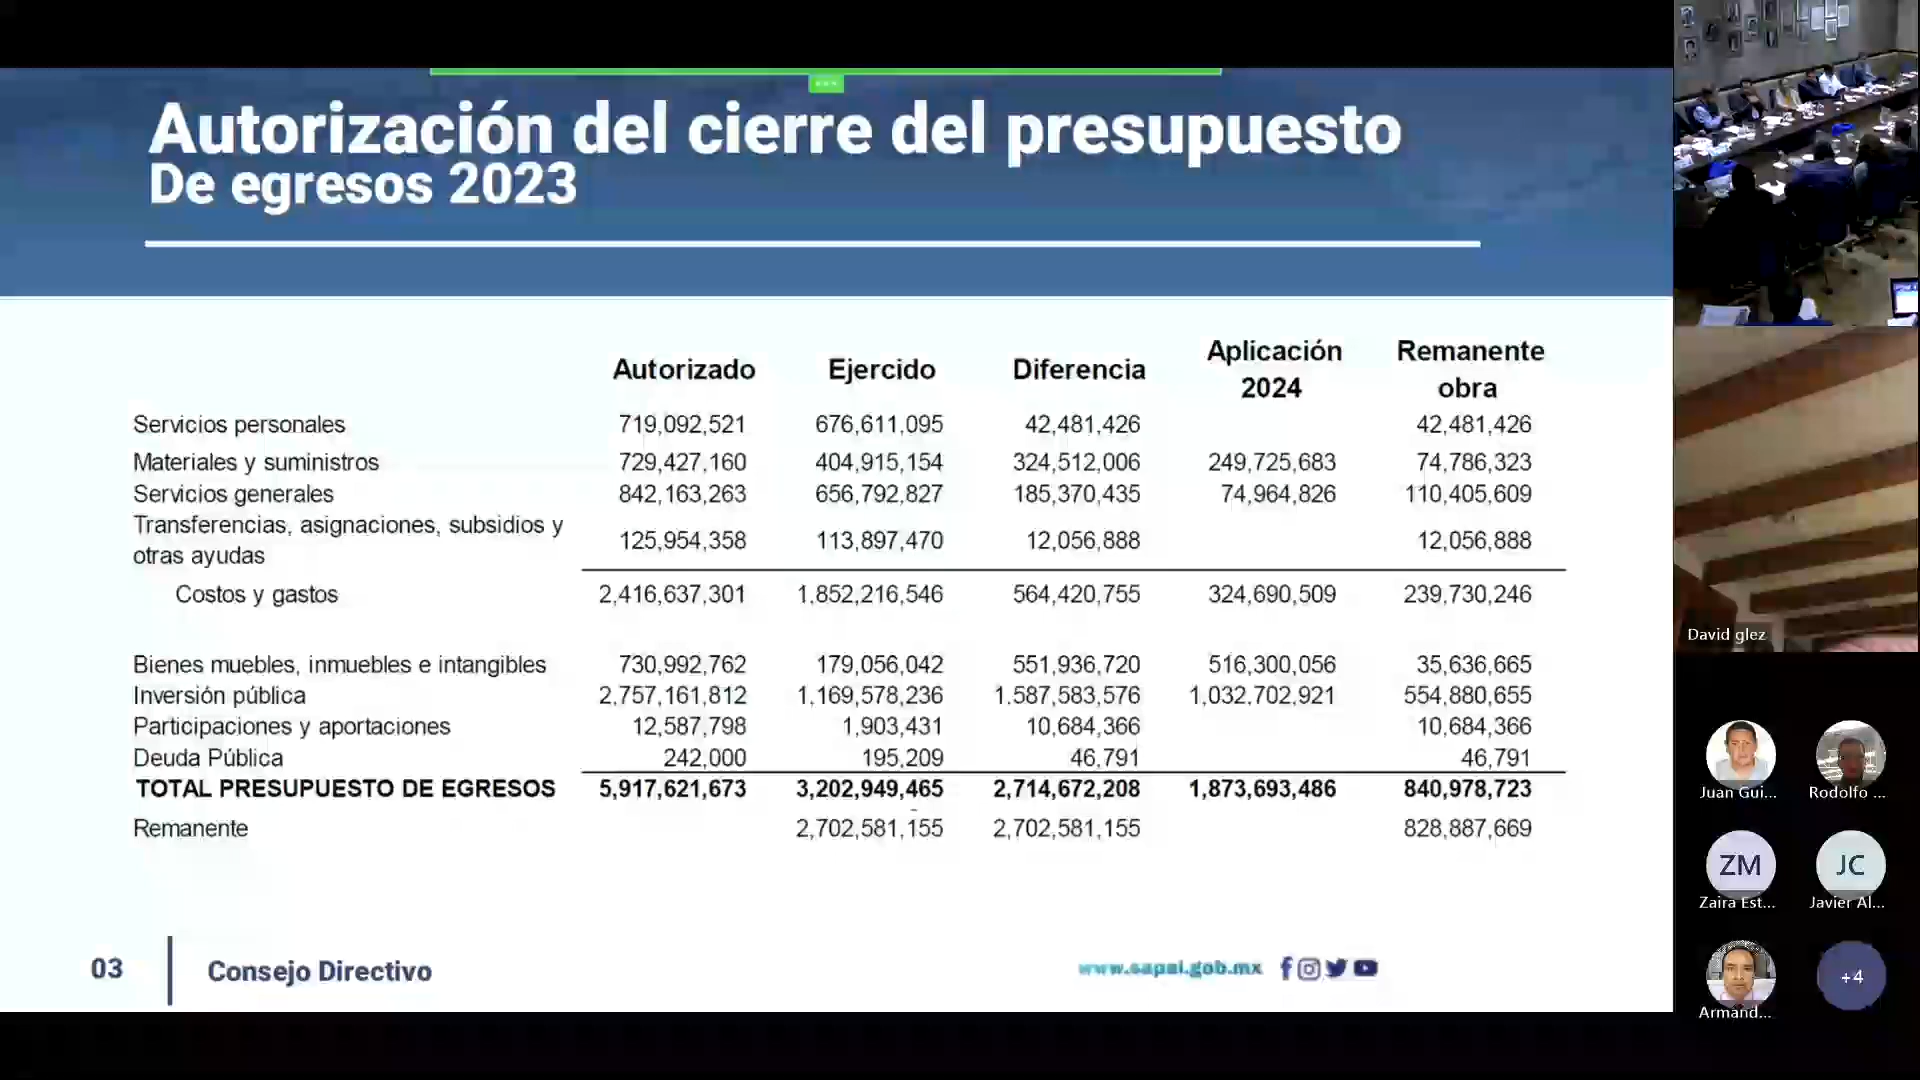 Autorización del cierre del presupuesto
De egresos 2023
Autorizado Ejercido Diferencia Aplicación 2024 Remanente obra
Servicios personales 719,092,521 676,611,095 42,481,426 42,481,426
Materiales y suministros 729,427,160 404,915,154 324,512,006 249,725,683 74,786,323
Servicios generales 842,163,263 656,792,827 185,370,435 74,964,826 110,405,609
Transferencias, asignaciones, subsidios y
otras ayudas 125,954,358 113,897,470 12,056,888 12,056,888
Costos y gastos 2,416,637,301 1,852,216,546 564,420,755 324,690,509 239,730,246
Bienes muebles, inmuebles e intangibles 730,992,762 179,056,042 551,936,720 516,300,056 35,636,665
Inversión pública 2,757,161,812 1,169,578,236 1,587,583,576 1,032,702,921 554,880,655
Participaciones y aportaciones 12,587,798 1,903,431 10,684,366 10,684,366
Deuda Pública 242,000 195,209 46,791 46,791
TOTAL PRESUPUESTO DE EGRESOS 5,917,621,673 3,202,949,465 2,714,672,208 1,873,693,486 840,978,723
Remanente 2,702,581,155 2,702,581,155 828,887,669
03 Consejo Directivo www.sapal.gob.mx
David glez
Juan Gui... Rodolfo ...
ZM JC
Zaira Est... Javier Al...
+4
Armand...